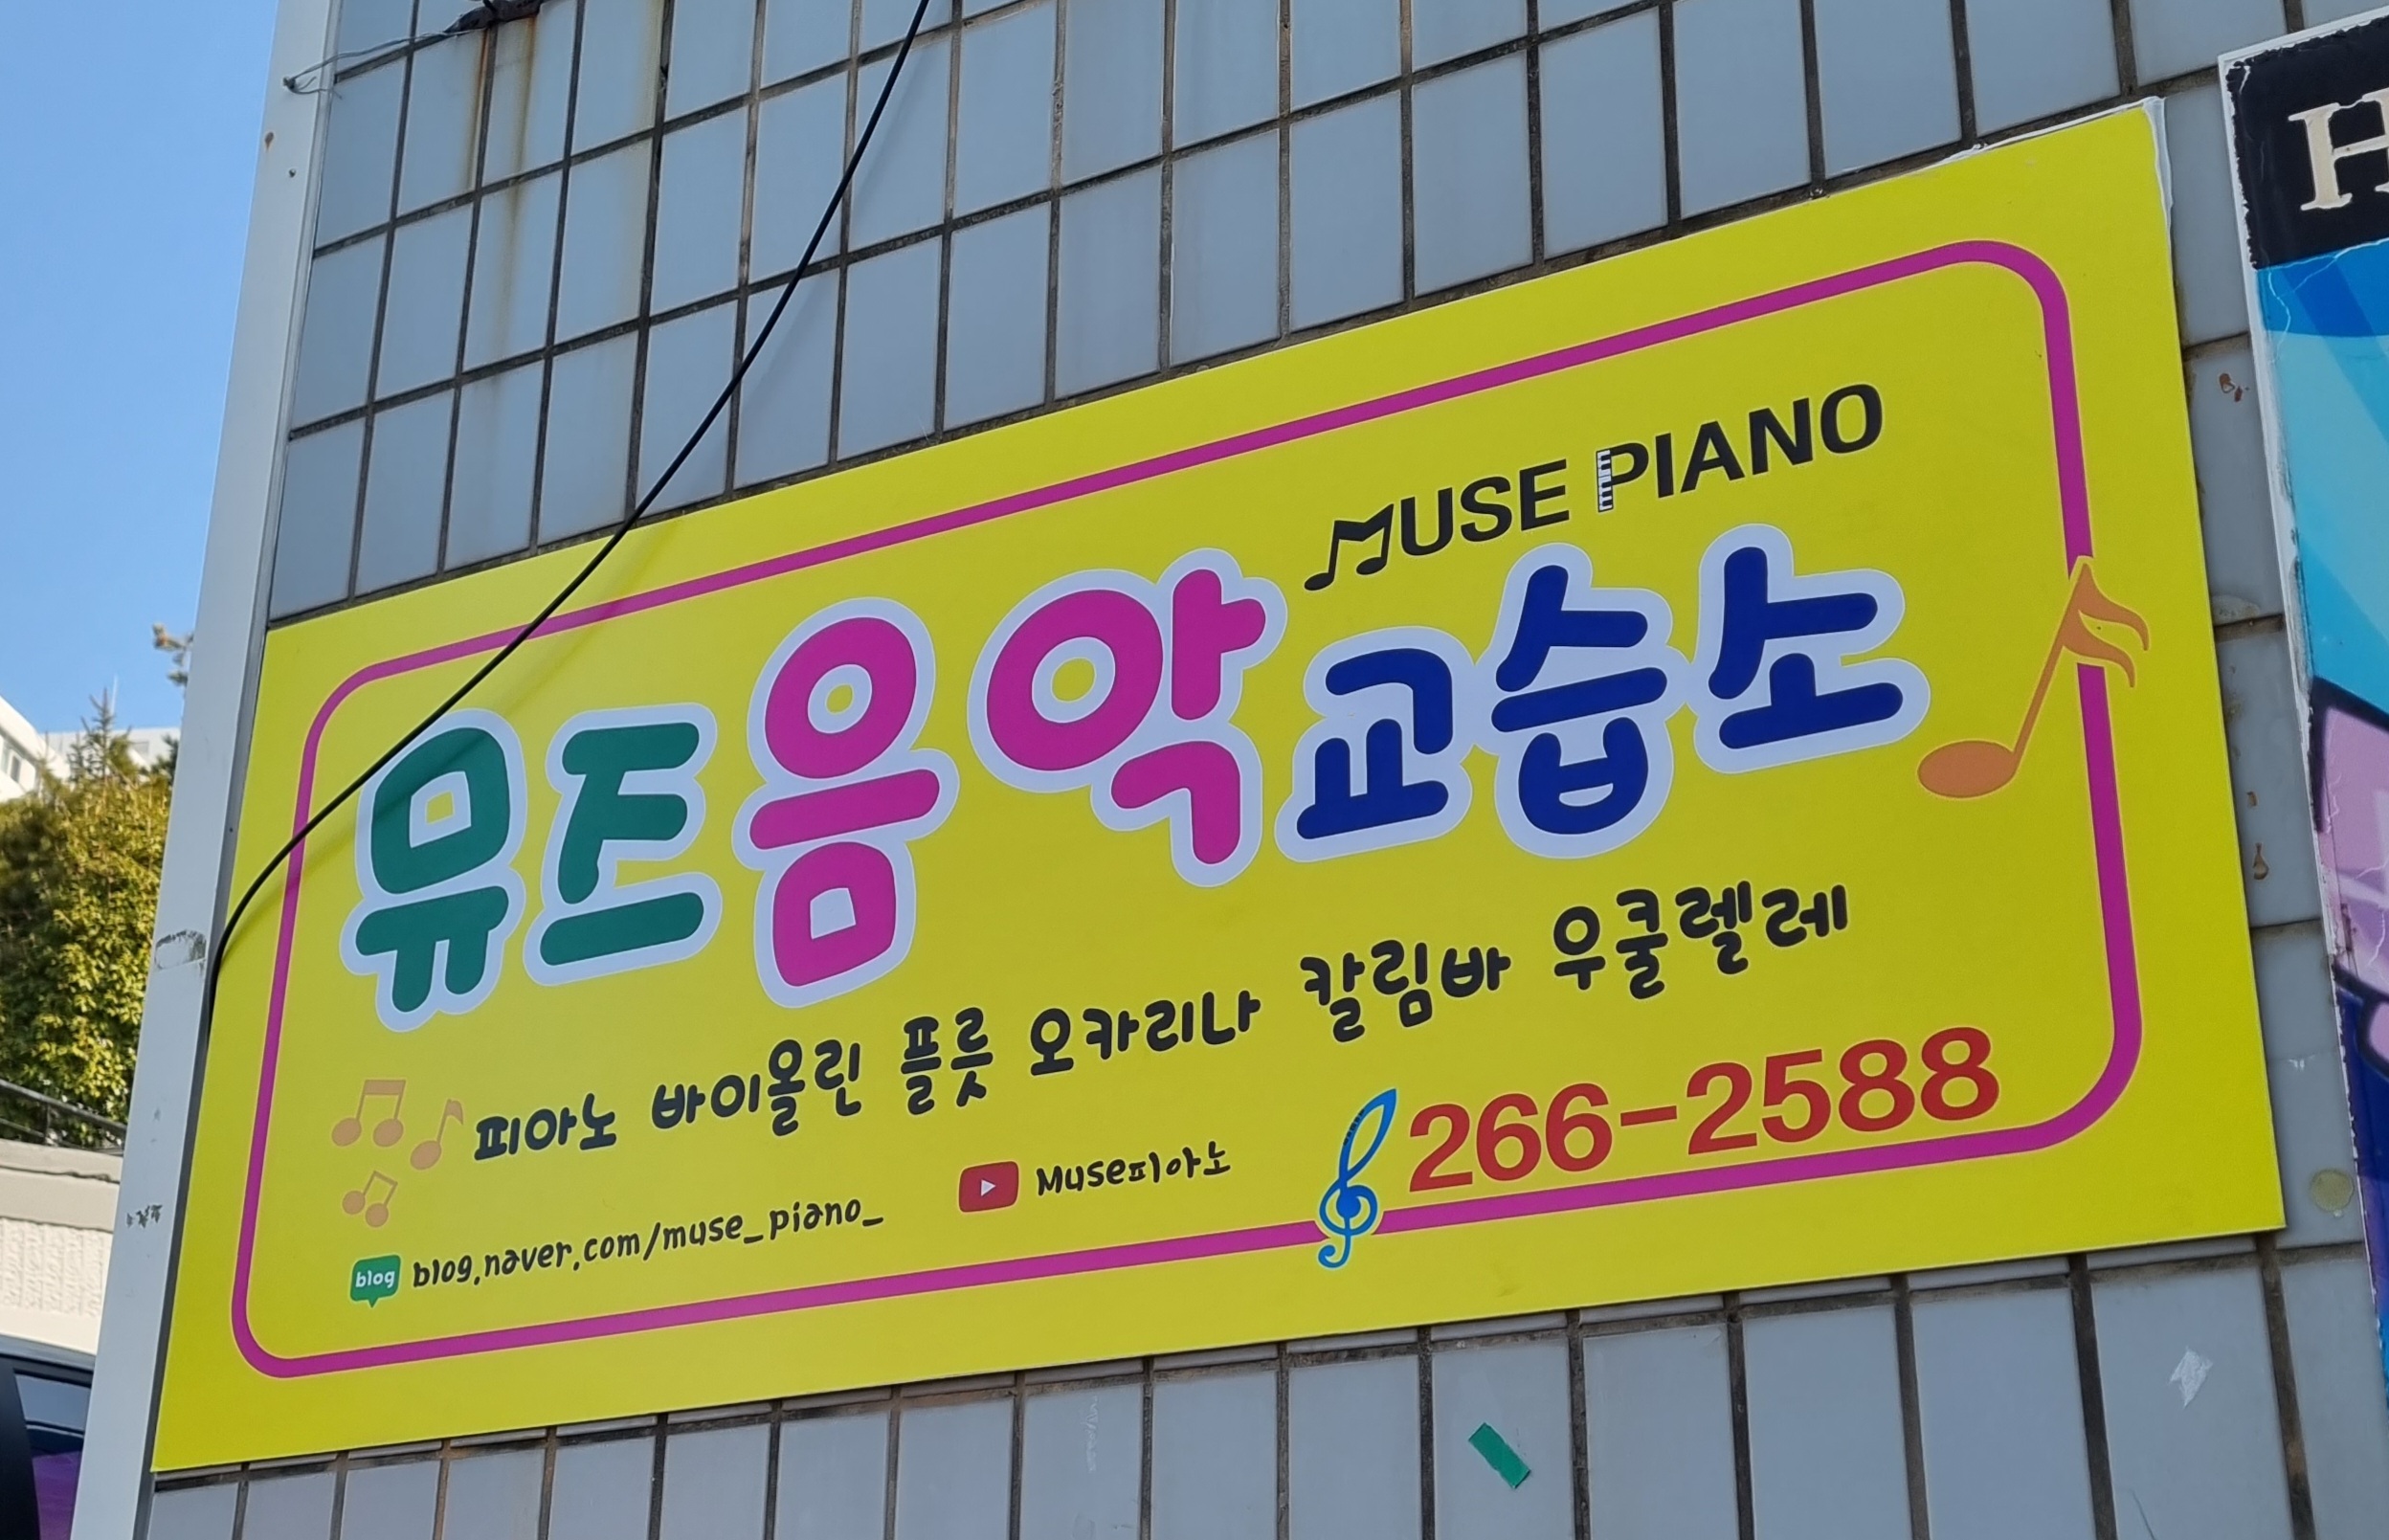 MUSE PIANO
뮤즈음악교습소
피아노 바이올린 플룻 오카리나 칼림바 우쿨렐레
266-2588
blog blog.naver.com/muse_piano_ Muse피아노